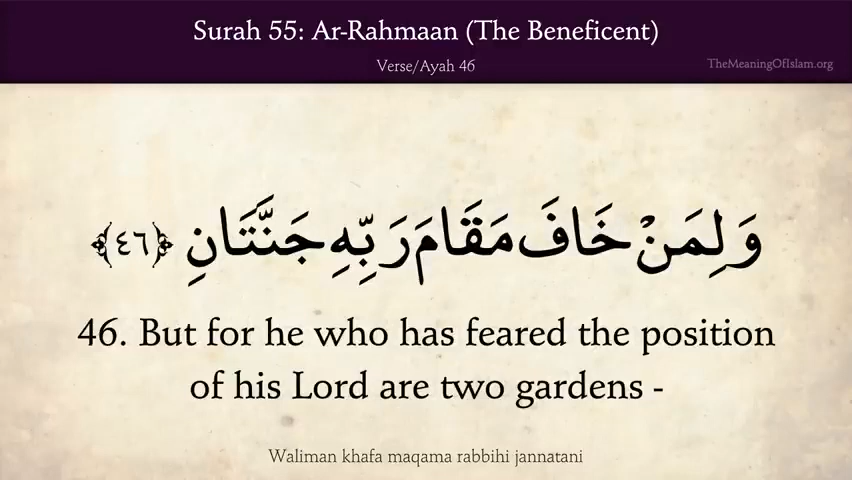 Surah 55: Ar-Rahmaan (The Beneficent)
Verse/Ayah 46
TheMeaningOfIslam.org
وَلِمَنْ خَافَ مَقَامَ رَبِّهِ جَنَّتَانِ ﴿٤٦﴾
46. But for he who has feared the position
of his Lord are two gardens -
Waliman khafa maqama rabbihi jannatani